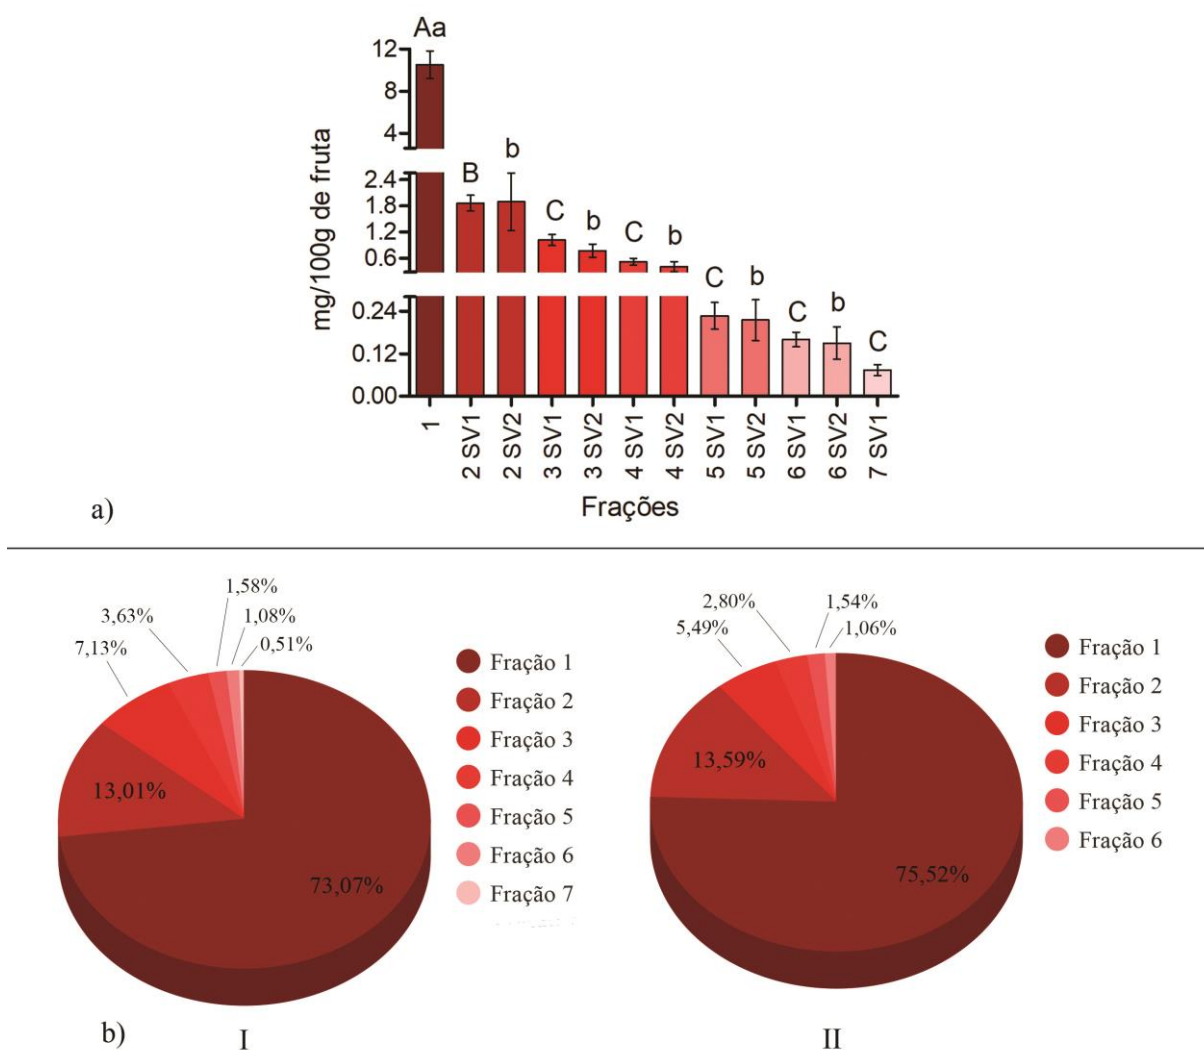 Aa
12
8
4
2.4
1.8
1.2
0.6
0.24
0.12
0.00
mg/100g de fruta
B
b
C
b
C
b
C
b
C
b
C
1
2 SV1
2 SV2
3 SV1
3 SV2
4 SV1
4 SV2
5 SV1
5 SV2
6 SV1
6 SV2
7 SV1
Frações
a)
1,58%
3,63%
1,08%
7,13%
0,51%
13,01%
73,07%
Fração 1
Fração 2
Fração 3
Fração 4
Fração 5
Fração 6
Fração 7
2,80%
1,54%
5,49%
1,06%
13,59%
75,52%
Fração 1
Fração 2
Fração 3
Fração 4
Fração 5
Fração 6
b)
I
II